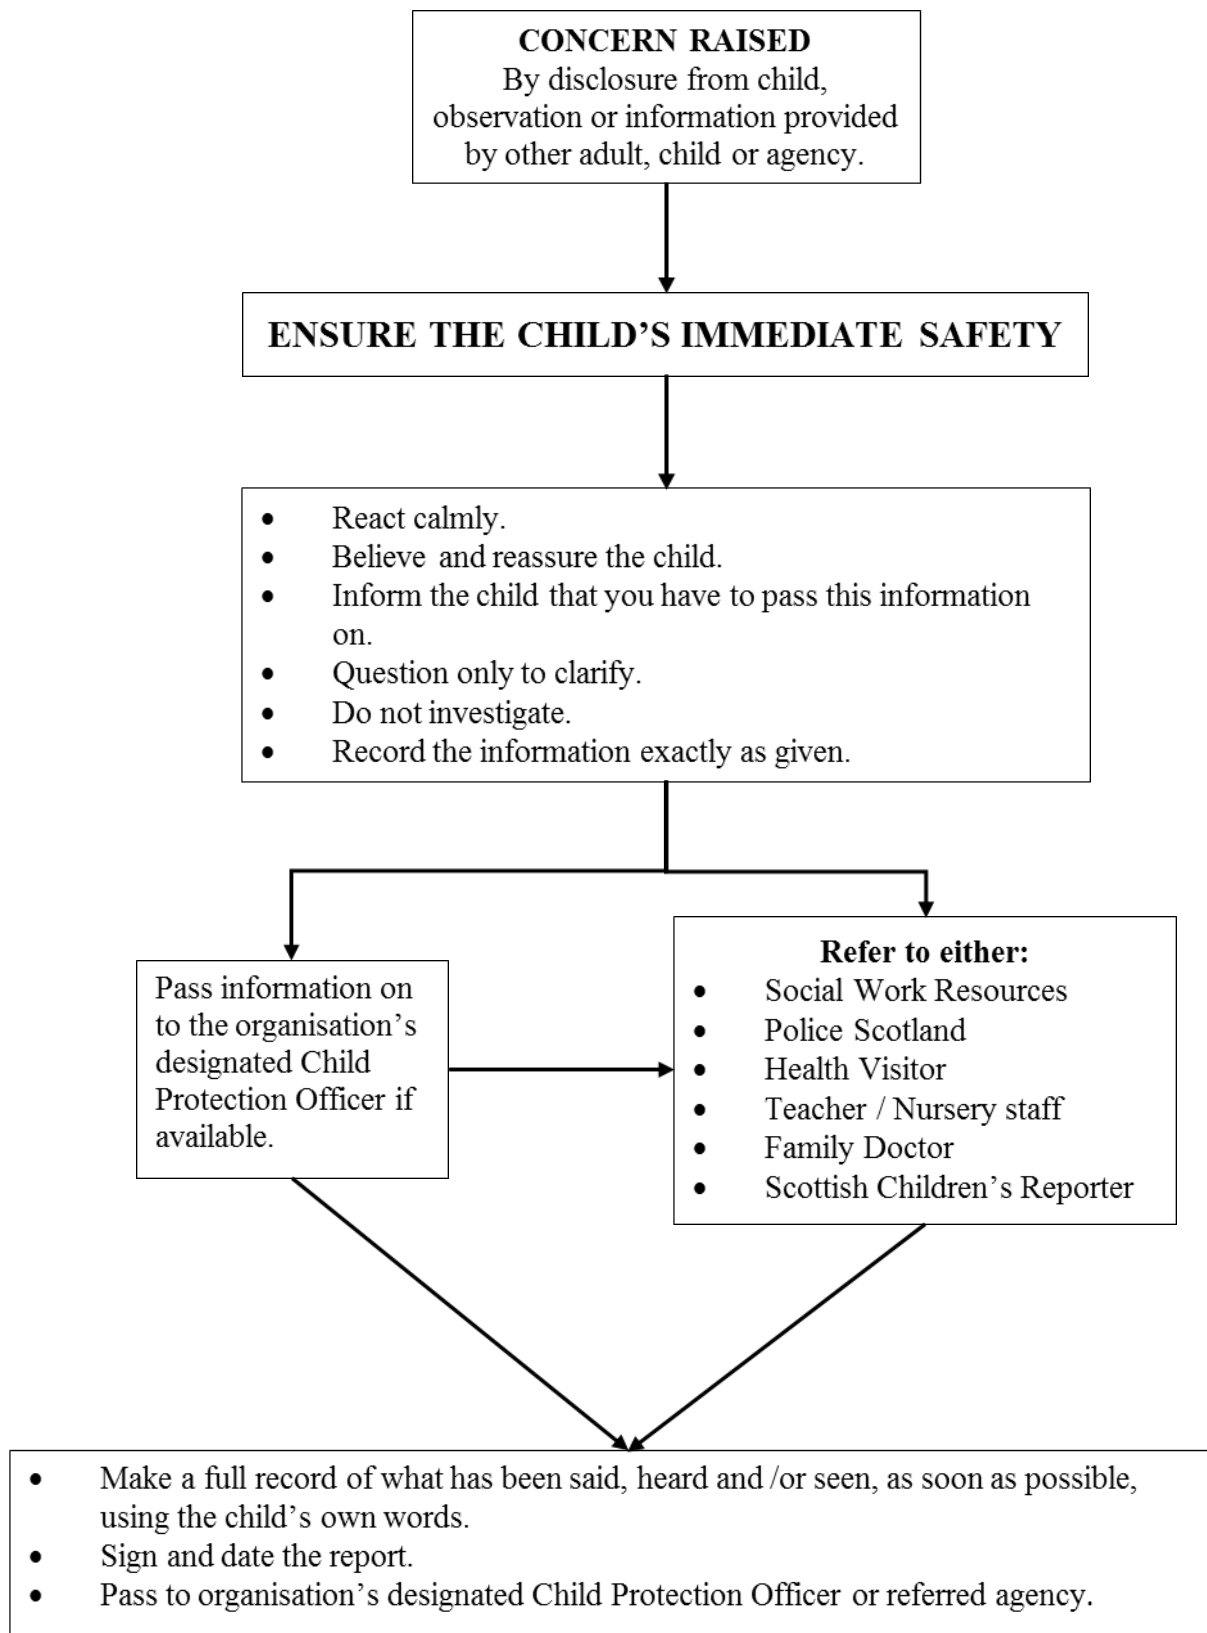 CONCERN RAISED
By disclosure from child,
observation or information provided
by other adult, child or agency.
ENSURE THE CHILD’S IMMEDIATE SAFETY
• React calmly.
• Believe and reassure the child.
• Inform the child that you have to pass this information
on.
• Question only to clarify.
• Do not investigate.
• Record the information exactly as given.
Pass information on
to the organisation’s
designated Child
Protection Officer if
available.
Refer to either:
• Social Work Resources
• Police Scotland
• Health Visitor
• Teacher / Nursery staff
• Family Doctor
• Scottish Children’s Reporter
• Make a full record of what has been said, heard and /or seen, as soon as possible,
using the child’s own words.
• Sign and date the report.
• Pass to organisation’s designated Child Protection Officer or referred agency.